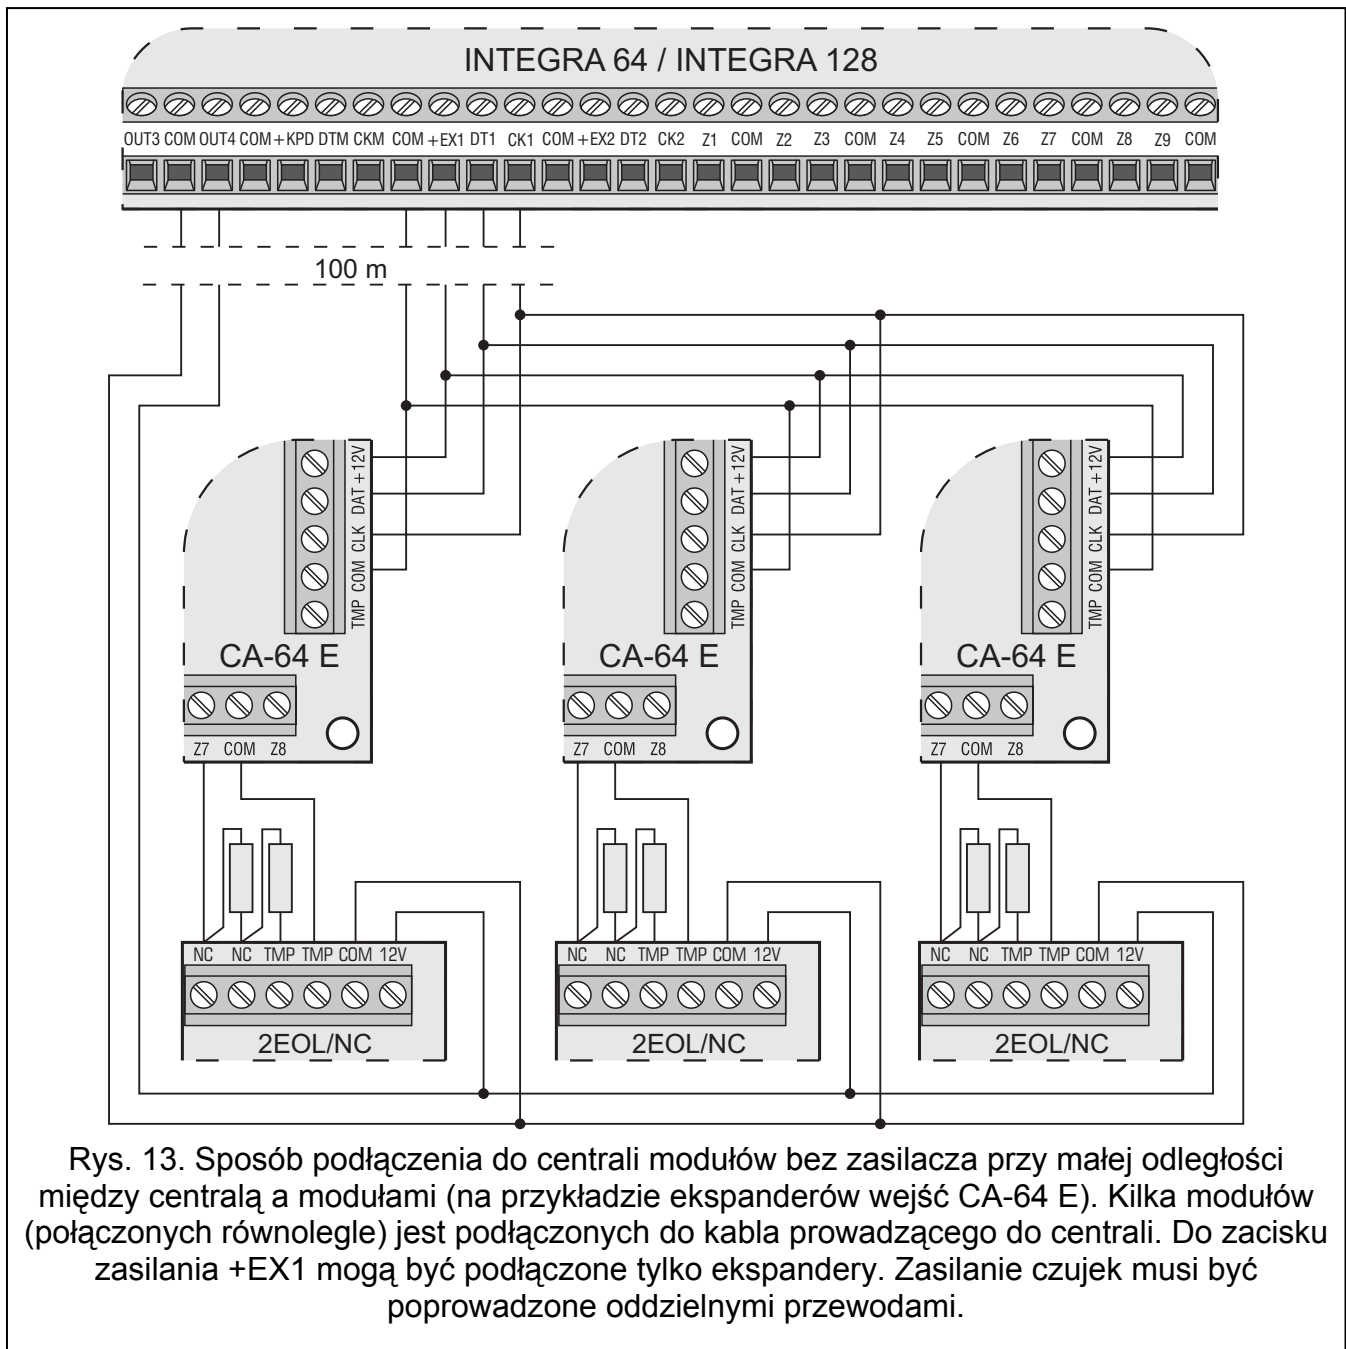 INTEGRA 64 / INTEGRA 128
OUT3 COM OUT4 COM +KPD DTM CKM COM +EX1 DT1 CK1 COM +EX2 DT2 CK2 Z1 COM Z2 Z3 COM Z4 Z5 COM Z6 Z7 COM Z8 Z9 COM
100 m
TMP COM CLK DAT +12V
CA-64 E
Z7 COM Z8
TMP COM CLK DAT +12V
CA-64 E
Z7 COM Z8
TMP COM CLK DAT +12V
CA-64 E
Z7 COM Z8
NC NC TMP TMP COM 12V
2EOL/NC
NC NC TMP TMP COM 12V
2EOL/NC
NC NC TMP TMP COM 12V
2EOL/NC
Rys. 13. Sposób podłączenia do centrali modułów bez zasilacza przy małej odległości
między centralą a modułami (na przykładzie ekspanderów wejść CA-64 E). Kilka modułów
(połączonych równolegle) jest podłączonych do kabla prowadzącego do centrali. Do zacisku
zasilania +EX1 mogą być podłączone tylko ekspandery. Zasilanie czujek musi być
poprowadzone oddzielnymi przewodami.